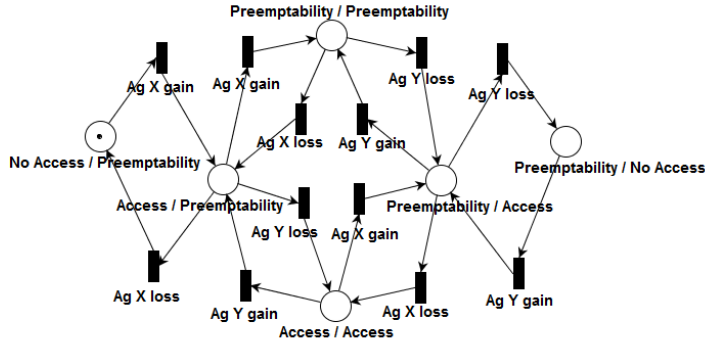 Preemptability / Preemptability
Ag X gain
Ag X gain
Ag Y loss
Ag Y loss
Ag X loss
Ag Y gain
No Access / Preemptability
Preemptability / No Access
Access / Preemptability
Preemptability / Access
Ag Y loss
Ag X gain
Ag X loss
Ag Y gain
Ag X loss
Ag Y gain
Access / Access